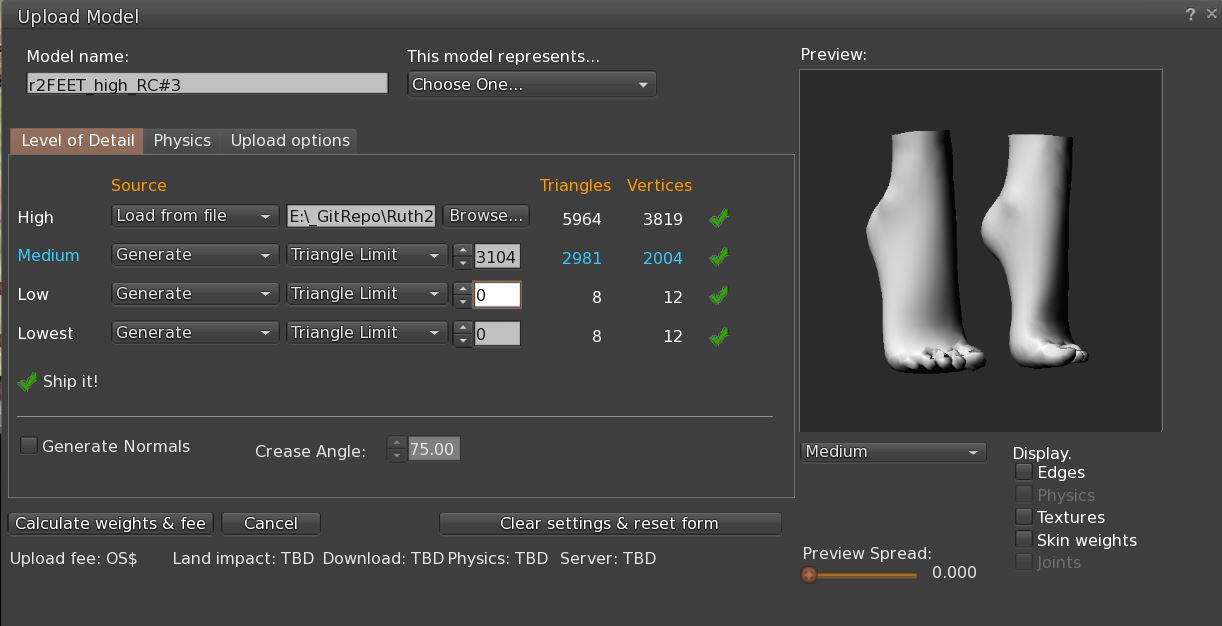 Upload Model ? ×
Model name: This model represents... Preview:
r2FEET_high_RC#3 Choose One...
Level of Detail Physics Upload options
Source Triangles Vertices
High Load from file E:\_GitRepo\Ruth2 Browse... 5964 3819
Medium Generate Triangle Limit 3104 2981 2004
Low Generate Triangle Limit 0 8 12
Lowest Generate Triangle Limit 0 8 12
Ship it!
Generate Normals Crease Angle: 75.00
Medium Display.
Edges
Physics
Textures
Skin weights
Joints
Calculate weights & fee Cancel Clear settings & reset form
Upload fee: OS$ Land impact: TBD Download: TBD Physics: TBD Server: TBD
Preview Spread: 0.000